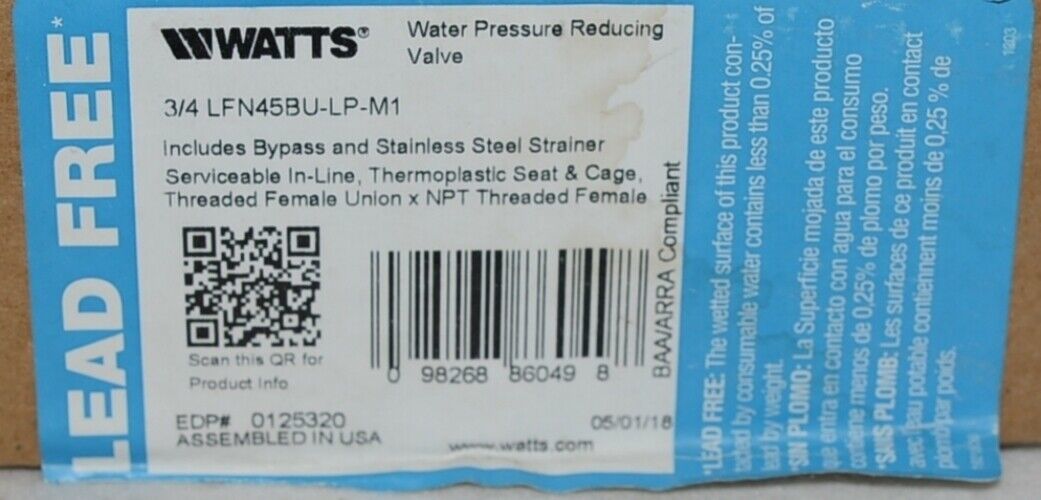 LEAD FREE*
WATTS®
Water Pressure Reducing
Valve
3/4 LFN45BU-LP-M1
Includes Bypass and Stainless Steel Strainer
Serviceable In-Line, Thermoplastic Seat & Cage,
Threaded Female Union x NPT Threaded Female
Scan this QR for
Product Info
0 98268 86049 8
EDP# 0125320
ASSEMBLED IN USA
05/01/18
www.watts.com
BAA/ARRA Compliant
*LEAD FREE: The wetted surface of this product con-
tacted by consumable water contains less than 0.25% of
lead by weight.
*SIN PLOMO: La Superficie mojada de este producto
que entra en contacto con agua para el consumo
contiene menos de 0,25% de plomo por peso.
*SANS PLOMB: Les surfaces de ce produit en contact
avec l'eau potable contiennent moins de 0,25 % de
plomb par poids.